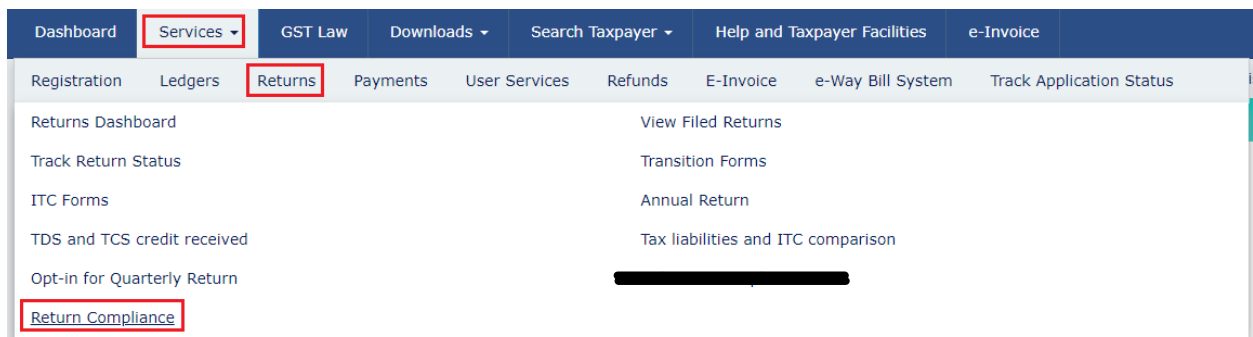 Dashboard Services GST Law Downloads Search Taxpayer Help and Taxpayer Facilities e-Invoice
Registration Ledgers Returns Payments User Services Refunds E-Invoice e-Way Bill System Track Application Status
Returns Dashboard View Filed Returns
Track Return Status Transition Forms
ITC Forms Annual Return
TDS and TCS credit received Tax liabilities and ITC comparison
Opt-in for Quarterly Return
Return Compliance